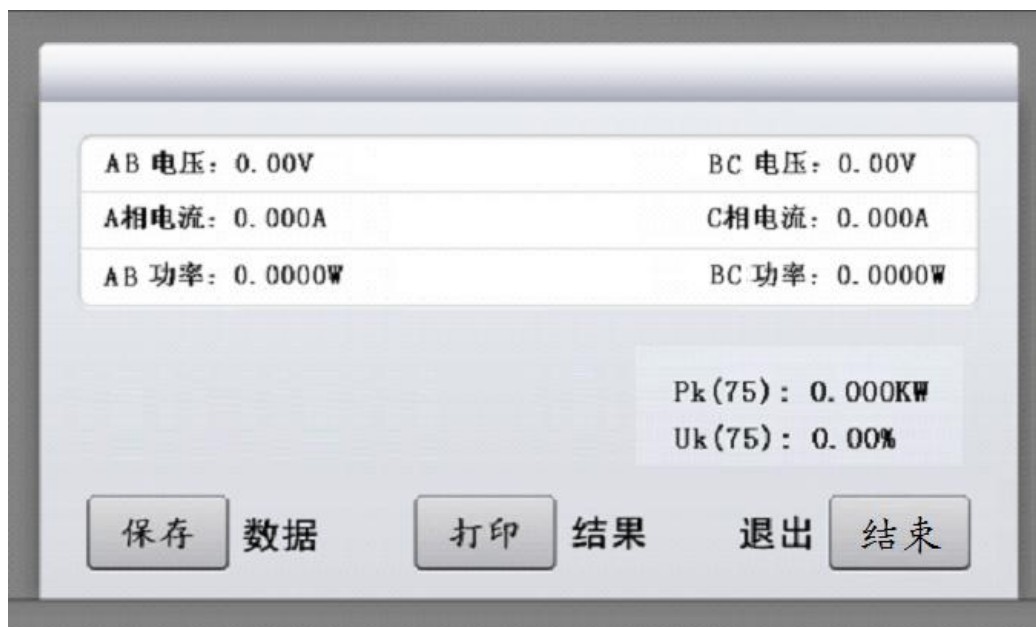 AB 电压: 0.00V BC 电压: 0.00V
A相电流: 0.000A C相电流: 0.000A
AB 功率: 0.0000W BC 功率: 0.0000W
Pk(75): 0.000KW
Uk(75): 0.00%
保存 数据 打印 结果 退出 结束